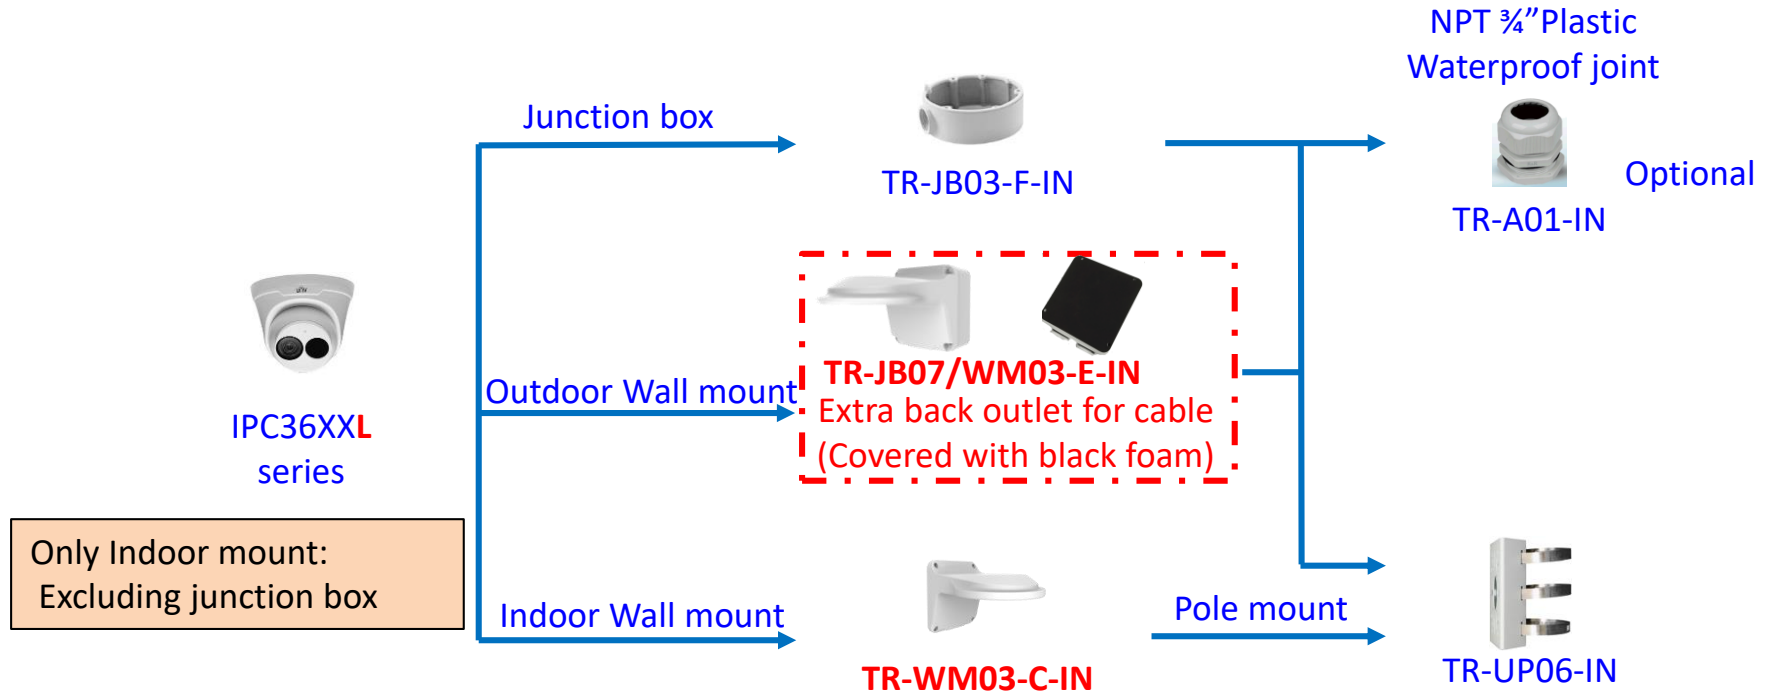 NPT ¾”Plastic
Waterproof joint
Junction box
TR-JB03-F-IN
Optional
TR-A01-IN
TR-JB07/WM03-E-IN
Outdoor Wall mount
Extra back outlet for cable
(Covered with black foam)
IPC36XXL
series
Only Indoor mount:
Excluding junction box
Indoor Wall mount
Pole mount
TR-WM03-C-IN
TR-UP06-IN